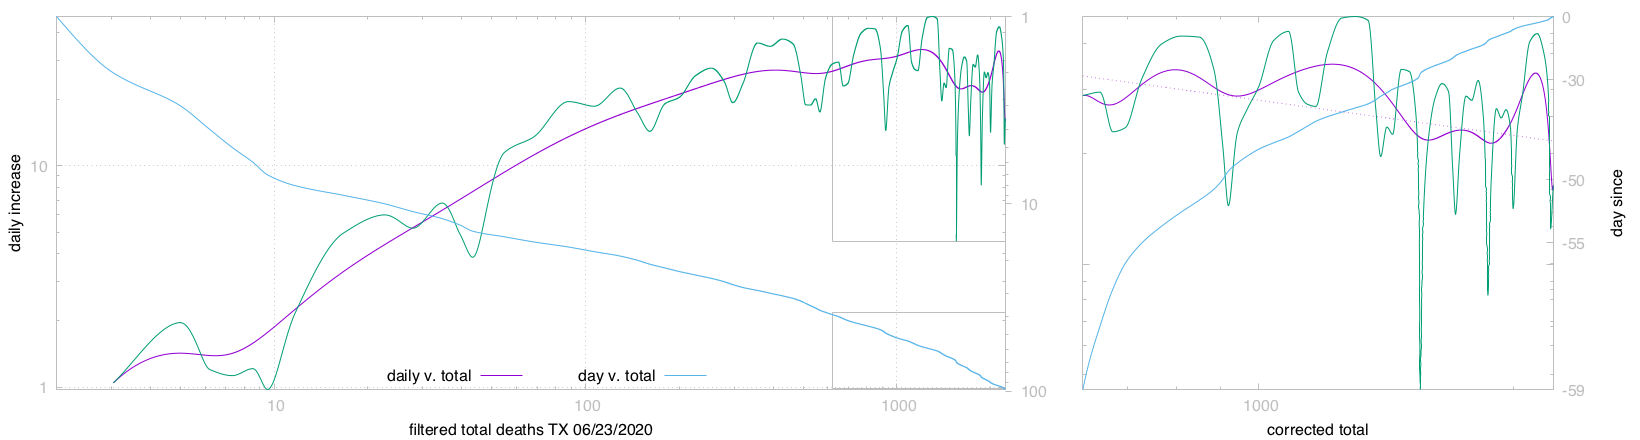 daily increase
10
1
10
100
1000
1
10
100
daily v. total
day v. total
filtered total deaths TX 06/23/2020
0
-30
-50
-55
-59
day since
1000
corrected total